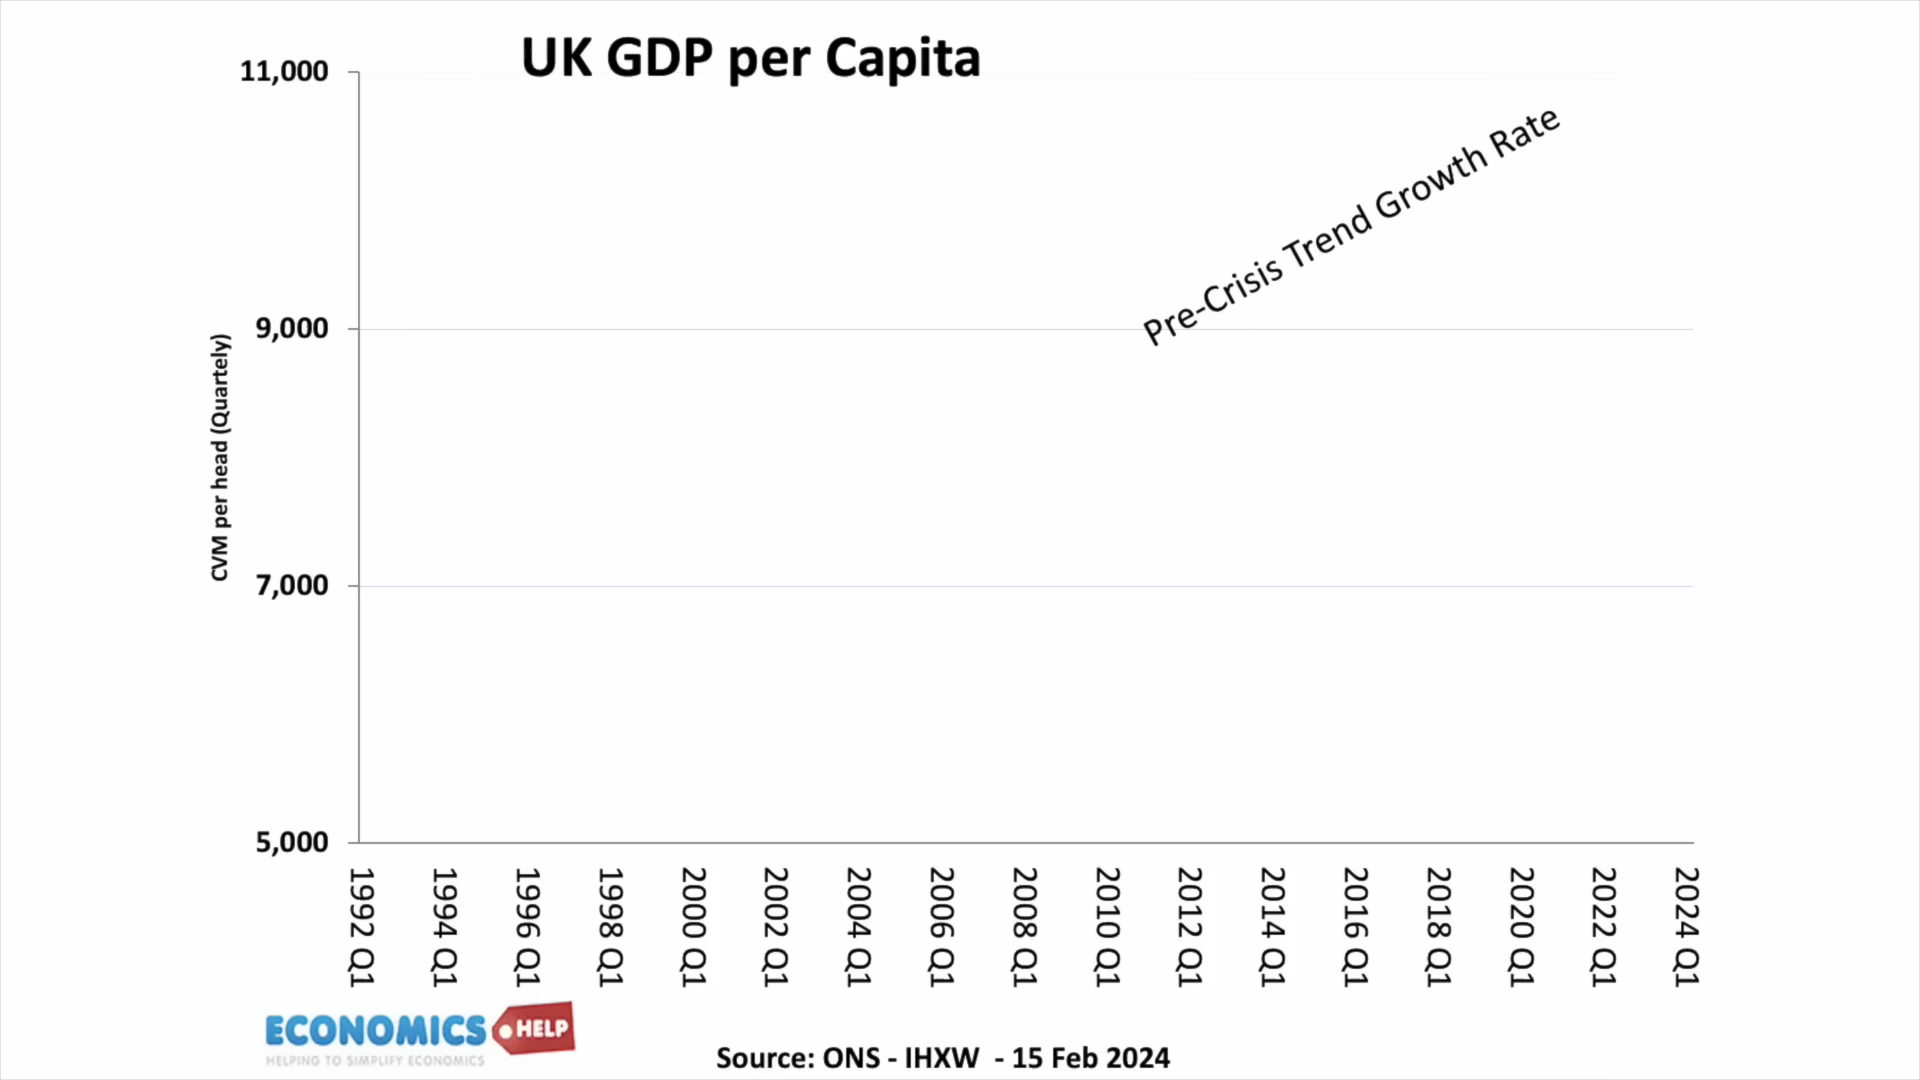 UK GDP per Capita
11,000
9,000
7,000
5,000
CVM per head (Quartely)
Pre-Crisis Trend Growth Rate
1992 Q1
1994 Q1
1996 Q1
1998 Q1
2000 Q1
2002 Q1
2004 Q1
2006 Q1
2008 Q1
2010 Q1
2012 Q1
2014 Q1
2016 Q1
2018 Q1
2020 Q1
2022 Q1
2024 Q1
ECONOMICS HELP
HELPING TO SIMPLIFY ECONOMICS
Source: ONS - IHXW - 15 Feb 2024